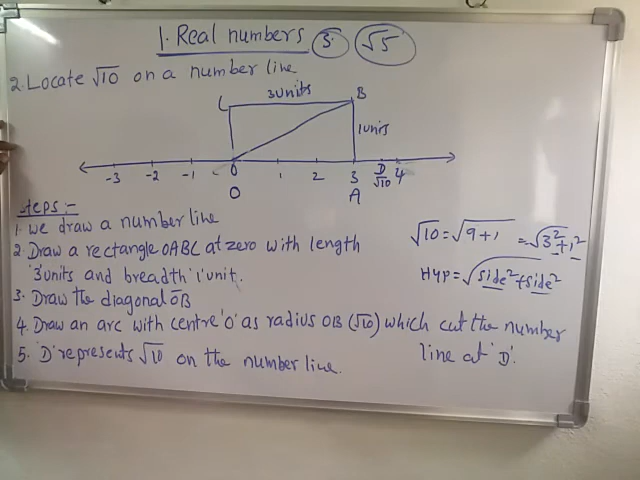 1. Real numbers 3. √5
2. Locate √10 on a number line
3units
L B
1units
-3 -2 -1 0 1 2 3 D 4
√10
O A
steps:-
1. we draw a number line
2. Draw a rectangle OABC at zero with length
3units and breadth 1unit.
3. Draw the diagonal OB
4. Draw an arc with centre 'O' as radius OB (√10) which cut the number
line at 'D'.
5. 'D' represents √10 on the number line.
√10 = √9+1 = √3²+1²
Hyp = √side²+side²